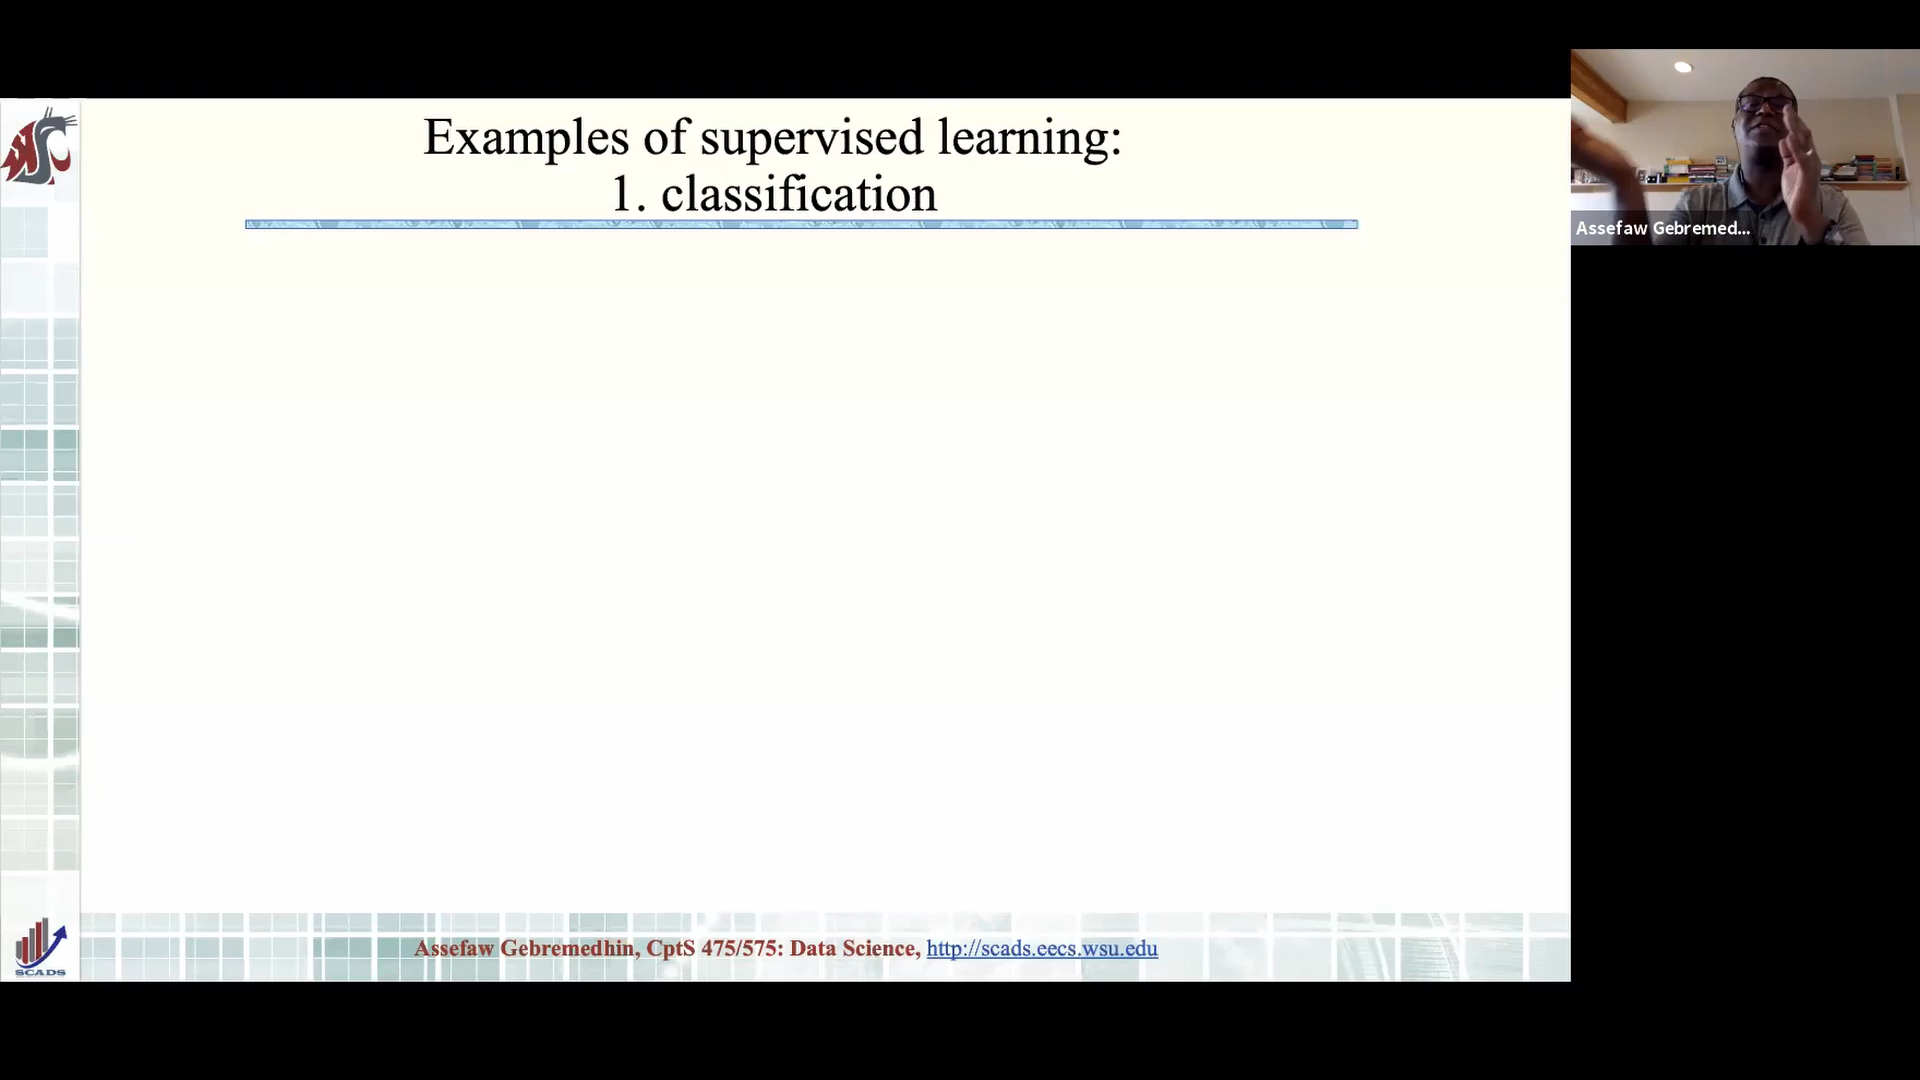 Examples of supervised learning:
1. classification
Assefaw Gebremed...
Assefaw Gebremedhin, CptS 475/575: Data Science, http://scads.eecs.wsu.edu
SCADS